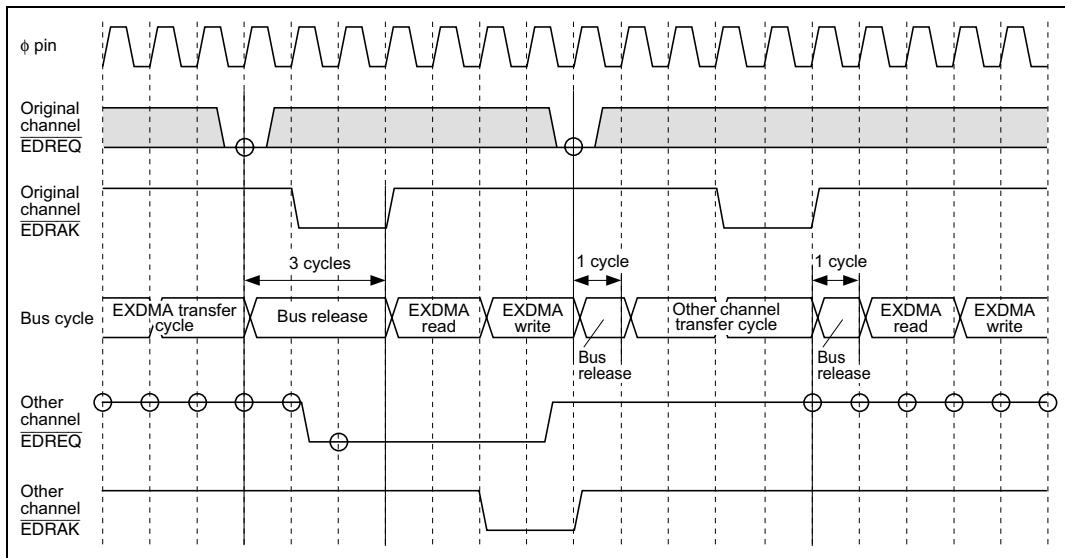 ϕ pin
Original
channel
EDREQ
Original
channel
EDRAK
3 cycles
1 cycle
1 cycle
Bus cycle
EXDMA transfer
cycle
Bus release
EXDMA
read
EXDMA
write
Other channel
transfer cycle
EXDMA
read
EXDMA
write
Bus
release
Bus
release
Other
channel
EDREQ
Other
channel
EDRAK